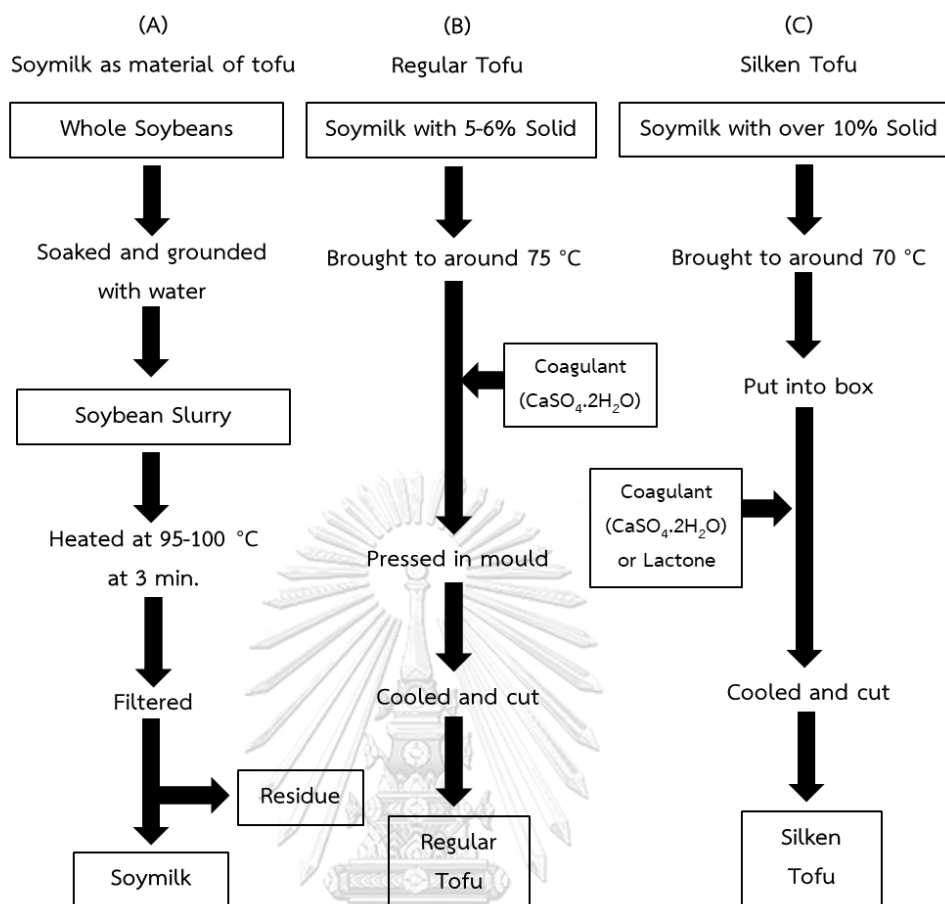 (A)
Soymilk as material of tofu
Whole Soybeans
Soaked and grounded
with water
Soybean Slurry
Heated at 95-100 °C
at 3 min.
Filtered
Residue
Soymilk
(B)
Regular Tofu
Soymilk with 5-6% Solid
Brought to around 75 °C
Coagulant
(CaSO₄.2H₂O)
Pressed in mould
Cooled and cut
Regular
Tofu
(C)
Silken Tofu
Soymilk with over 10% Solid
Brought to around 70 °C
Put into box
Coagulant
(CaSO₄.2H₂O)
or Lactone
Cooled and cut
Silken
Tofu